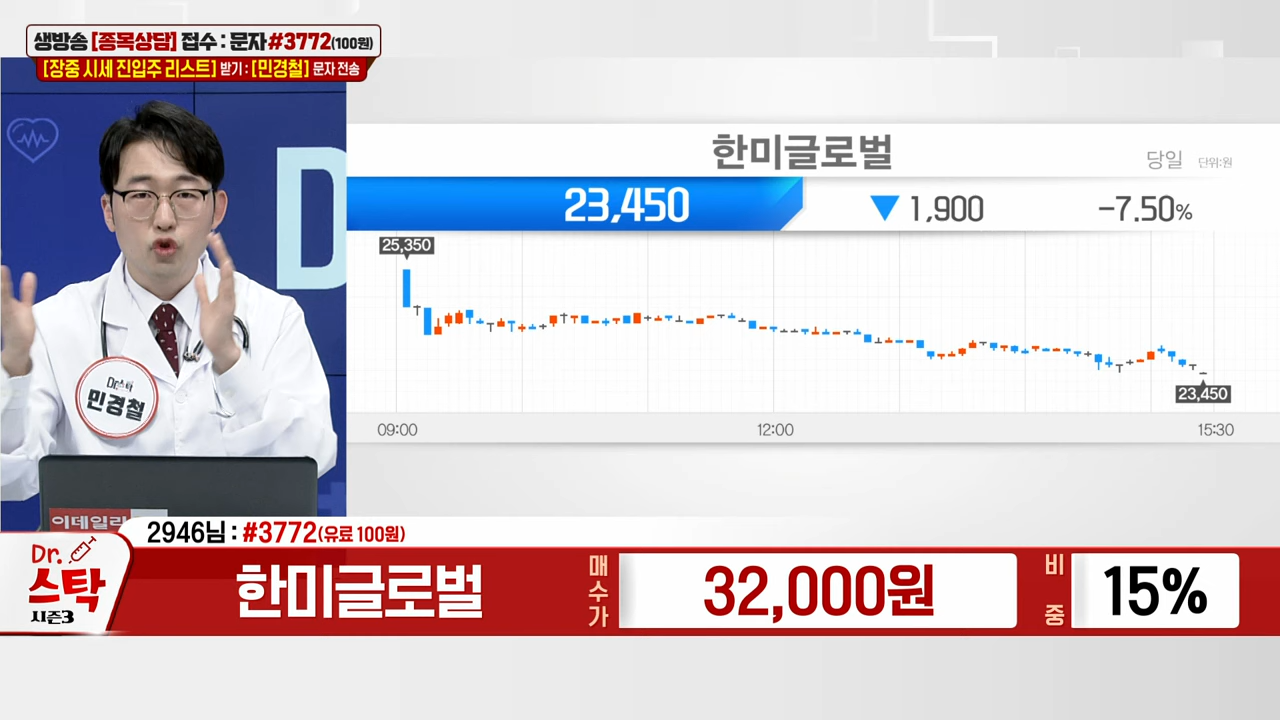 생방송 [종목상담] 접수 : 문자#3772(100원)
[장중 시세 진입주 리스트] 받기 : [민경철] 문자 전송
D
한미글로벌
당일 단위:원
23,450 ▼ 1,900 -7.50%
25,350
23,450
09:00 12:00 15:30
Dr.스탁
민경철
이데일리
2946님 : #3772(유료 100원)
Dr.
스탁
시즌3
한미글로벌 매수가 32,000원 비중 15%